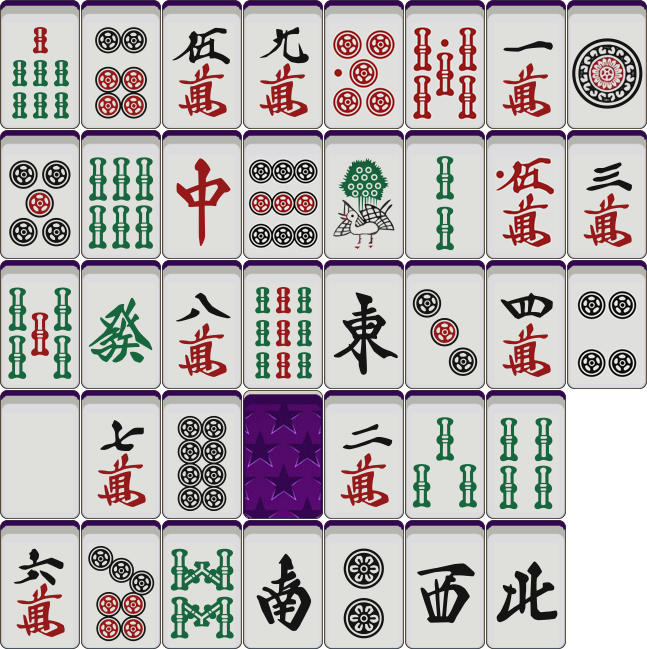 伍萬 九萬 一萬
中 伍萬 三萬
發 八萬 東 四萬
七萬 二萬
六萬 南 西 北